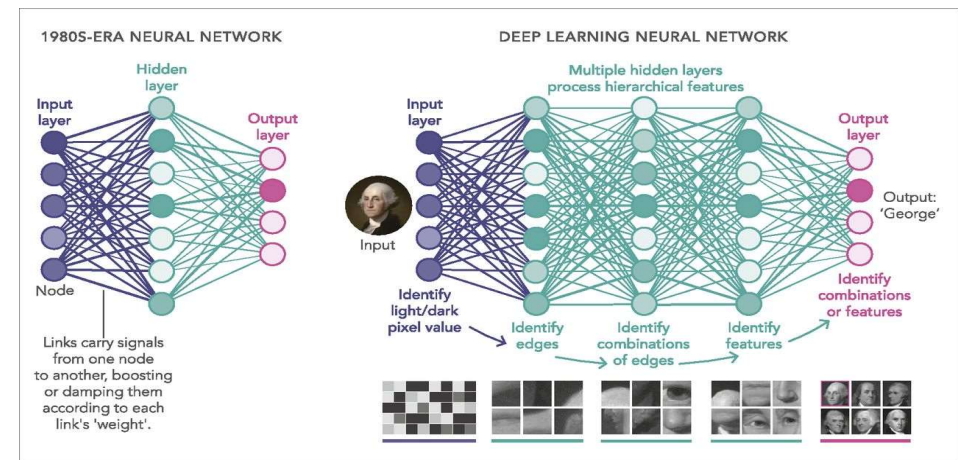 1980S-ERA NEURAL NETWORK
Hidden
layer
Input
layer
Output
layer
Node
Links carry signals
from one node
to another, boosting
or damping them
according to each
link's 'weight'.
DEEP LEARNING NEURAL NETWORK
Multiple hidden layers
process hierarchical features
Input
layer
Output
layer
Input
Output:
'George'
Identify
light/dark
pixel value
Identify
edges
Identify
combinations
of edges
Identify
features
Identify
combinations
or features